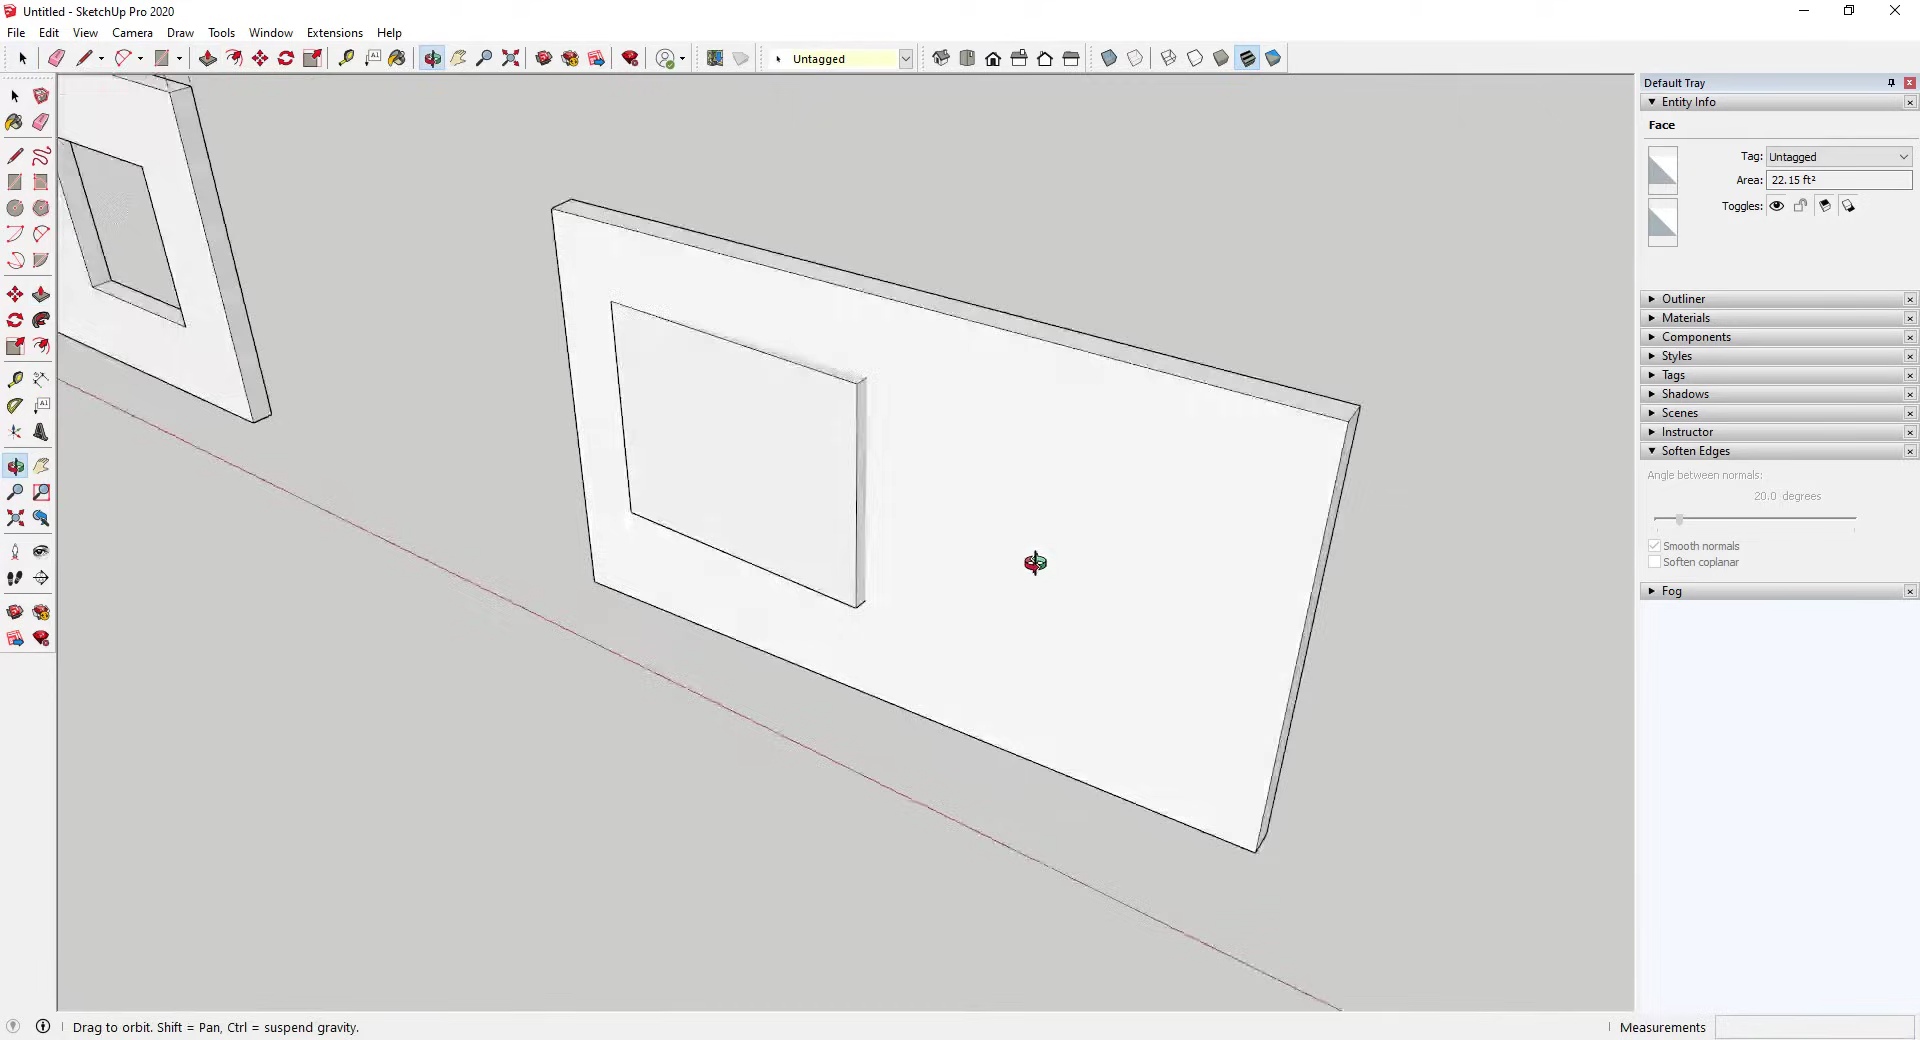 Untitled - SketchUp Pro 2020
File Edit View Camera Draw Tools Window Extensions Help
Untagged
Default Tray
Entity Info
Face
Tag: Untagged
Area: 22.15 ft²
Toggles:
Outliner
Materials
Components
Styles
Tags
Shadows
Scenes
Instructor
Soften Edges
Angle between normals:
20.0 degrees
Smooth normals
Soften coplanar
Fog
Drag to orbit. Shift = Pan, Ctrl = suspend gravity.
Measurements